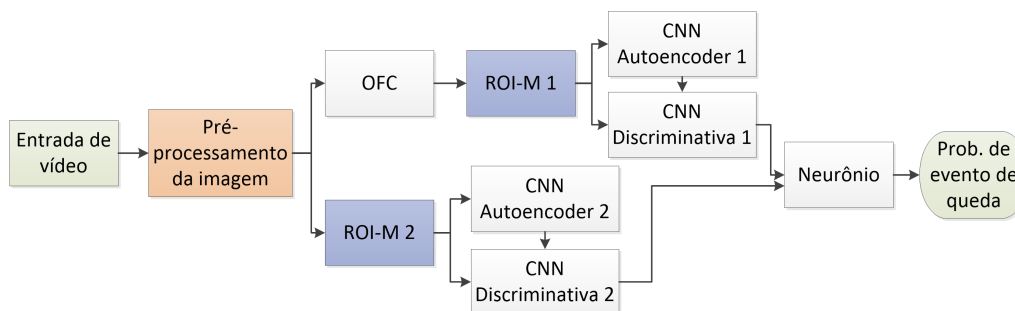 Entrada de
vídeo
Pré-
processamento
da imagem
OFC
ROI-M 1
CNN
Autoencoder 1
CNN
Discriminativa 1
ROI-M 2
CNN
Autoencoder 2
CNN
Discriminativa 2
Neurônio
Prob. de
evento de
queda